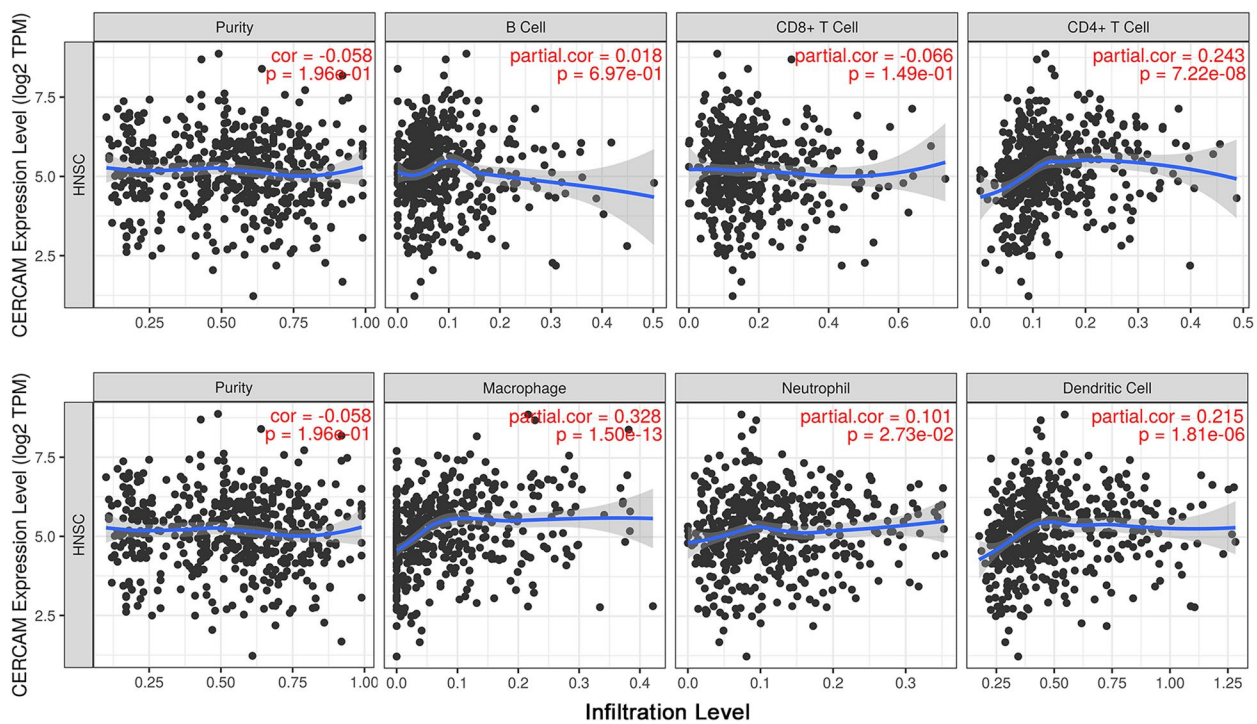 Purity
B Cell
CD8+ T Cell
CD4+ T Cell
CERCAM Expression Level (log2 TPM)
HNSC
7.5
5.0
2.5
cor = -0.058
p = 1.96e-01
partial.cor = 0.018
p = 6.97e-01
partial.cor = -0.066
p = 1.49e-01
partial.cor = 0.243
p = 7.22e-08
0.25 0.50 0.75 1.00
0.0 0.1 0.2 0.3 0.4 0.5
0.0 0.2 0.4 0.6
0.0 0.1 0.2 0.3 0.4 0.5
Purity
Macrophage
Neutrophil
Dendritic Cell
CERCAM Expression Level (log2 TPM)
HNSC
7.5
5.0
2.5
cor = -0.058
p = 1.96e-01
partial.cor = 0.328
p = 1.50e-13
partial.cor = 0.101
p = 2.73e-02
partial.cor = 0.215
p = 1.81e-06
0.25 0.50 0.75 1.00
0.0 0.1 0.2 0.3 0.4
0.0 0.1 0.2 0.3
0.25 0.50 0.75 1.00 1.25
Infiltration Level